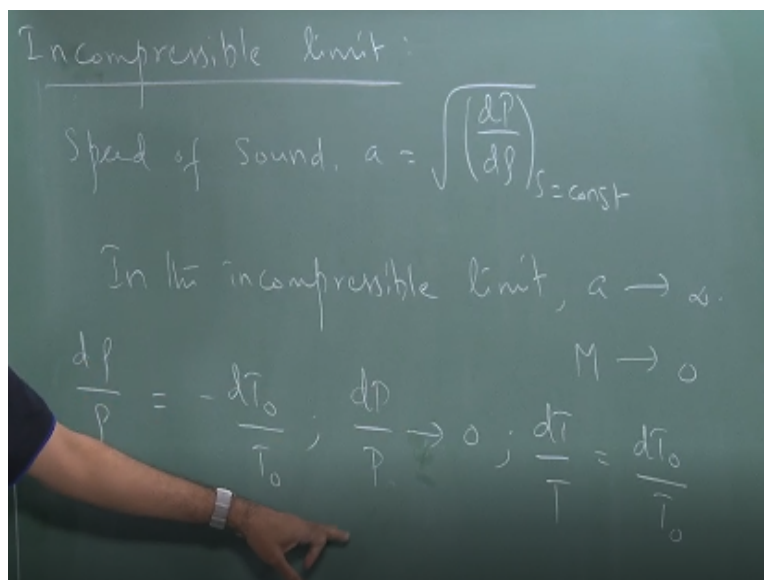 Incompressible limit:
Speed of Sound, a = √(dP/dρ)s=const
In the incompressible limit, a → ∞.
M → 0
dρ/ρ = - dT₀/T₀ ; dP/P → 0 ; dT/T = dT₀/T₀